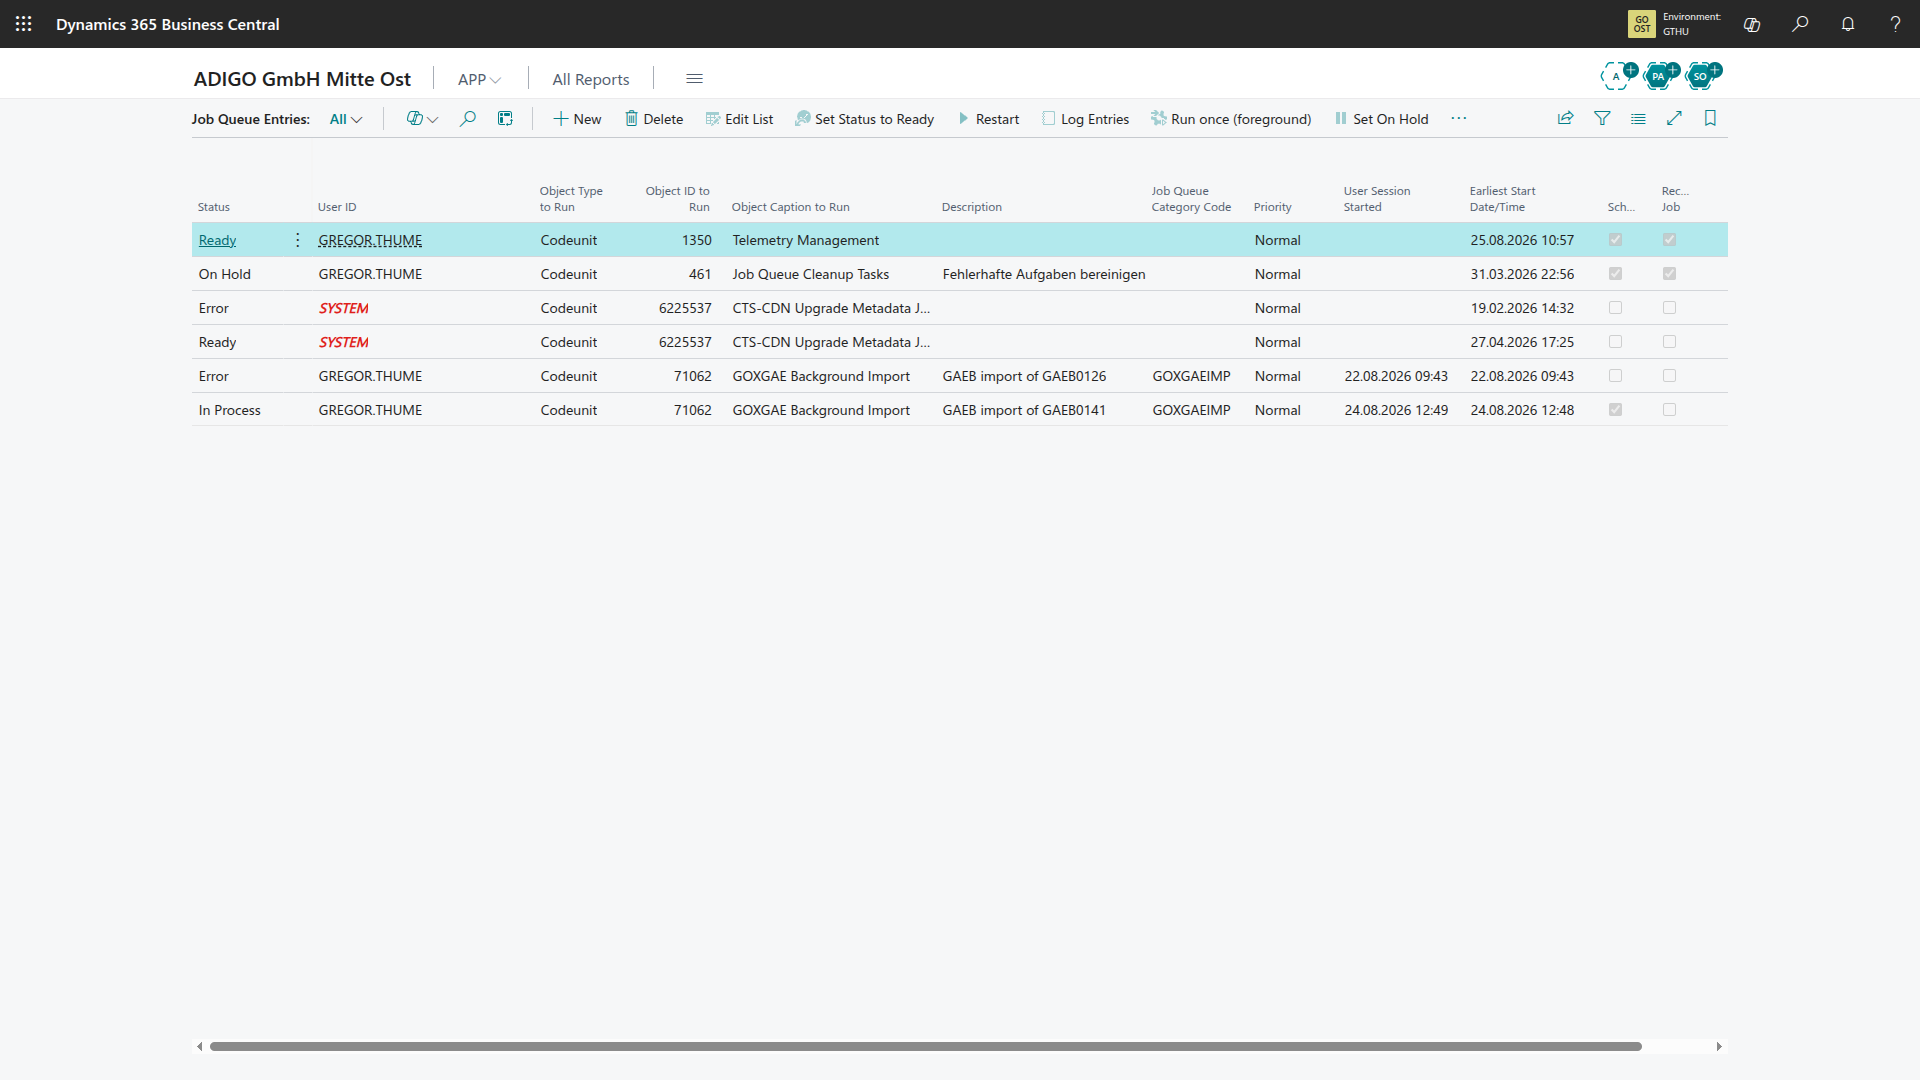 Dynamics 365 Business Central
GO
OST
Environment:
GTHU
ADIGO GmbH Mitte Ost
APP
All Reports
A
PA
SO
Job Queue Entries:
All
New
Delete
Edit List
Set Status to Ready
Restart
Log Entries
Run once (foreground)
Set On Hold
Status
User ID
Object Type
to Run
Object ID to
Run
Object Caption to Run
Description
Job Queue
Category Code
Priority
User Session
Started
Earliest Start
Date/Time
Sch...
Rec...
Job
Ready GREGOR.THUME Codeunit 1350 Telemetry Management Normal 25.08.2026 10:57
On Hold GREGOR.THUME Codeunit 461 Job Queue Cleanup Tasks Fehlerhafte Aufgaben bereinigen Normal 31.03.2026 22:56
Error SYSTEM Codeunit 6225537 CTS-CDN Upgrade Metadata J... Normal 19.02.2026 14:32
Ready SYSTEM Codeunit 6225537 CTS-CDN Upgrade Metadata J... Normal 27.04.2026 17:25
Error GREGOR.THUME Codeunit 71062 GOXGAE Background Import GAEB import of GAEB0126 GOXGAEIMP Normal 22.08.2026 09:43 22.08.2026 09:43
In Process GREGOR.THUME Codeunit 71062 GOXGAE Background Import GAEB import of GAEB0141 GOXGAEIMP Normal 24.08.2026 12:49 24.08.2026 12:48